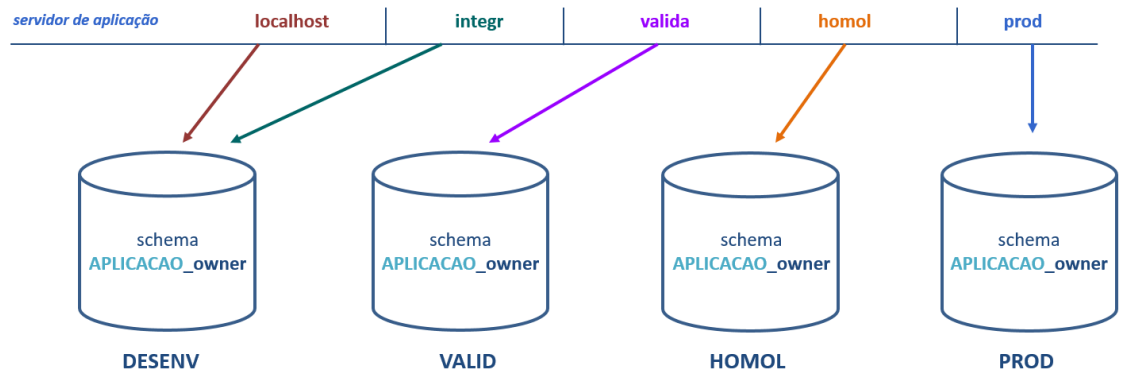 servidor de aplicação localhost integr valida homol prod
schema schema schema schema
APLICACAO_owner APLICACAO_owner APLICACAO_owner APLICACAO_owner
DESENV VALID HOMOL PROD